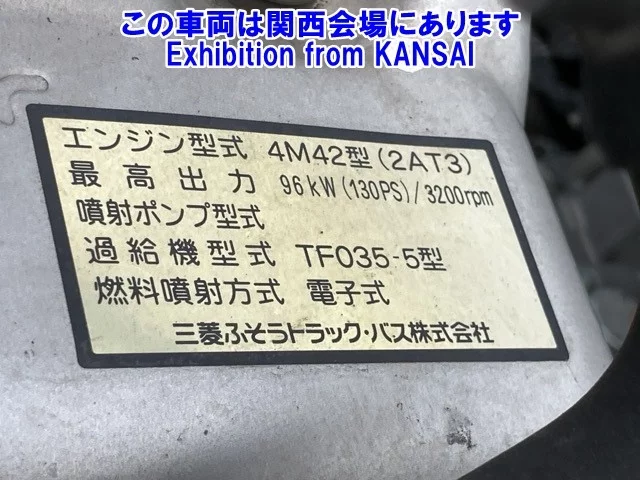 この車両は関西会場にあります
Exhibition from KANSAI
エンジン型式 4M42型(2AT3)
最高出力 96kW(130PS)/3200rpm
噴射ポンプ型式
過給機型式 TF035-5型
燃料噴射方式 電子式
三菱ふそうトラック・バス株式会社